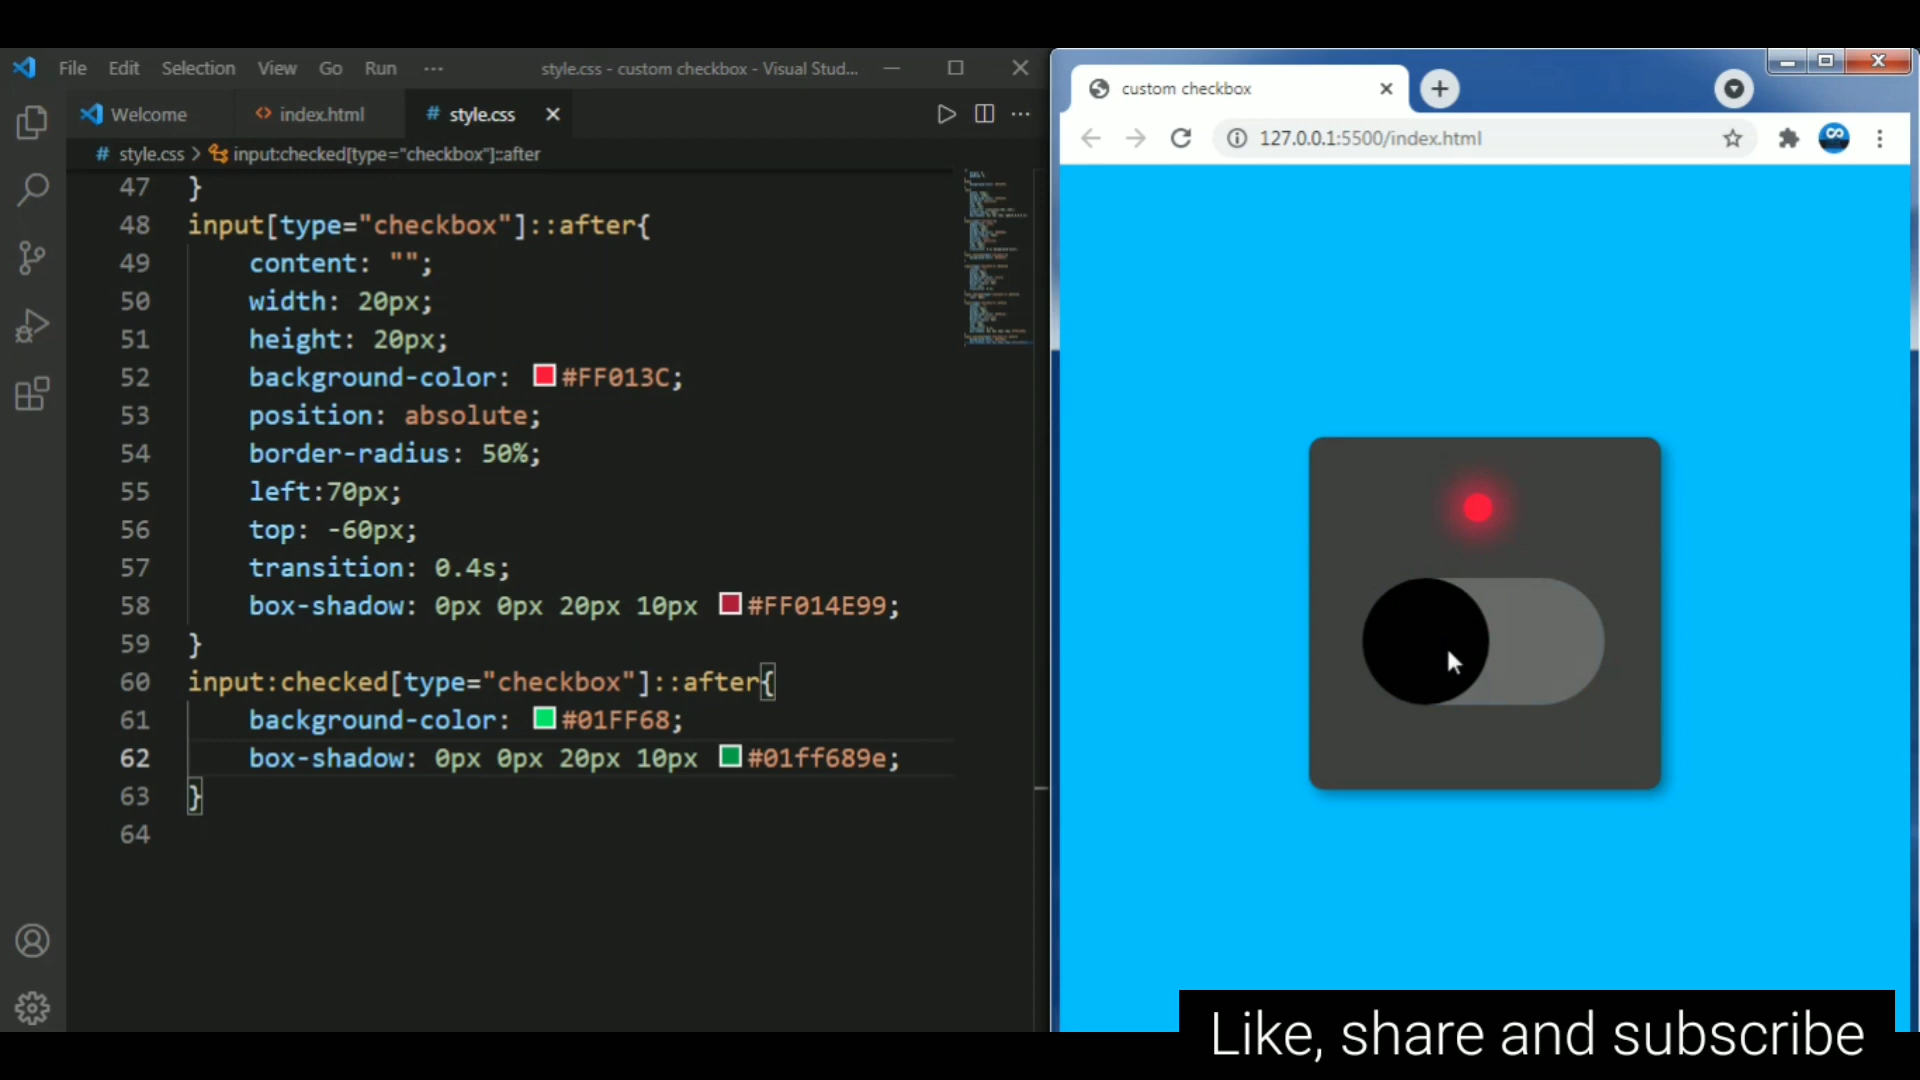 File Edit Selection View Go Run ··· style.css - custom checkbox - Visual Stud...
Welcome <> index.html # style.css
# style.css > input:checked[type="checkbox"]::after
47 }
48 input[type="checkbox"]::after{
49 content: "";
50 width: 20px;
51 height: 20px;
52 background-color: #FF013C;
53 position: absolute;
54 border-radius: 50%;
55 left:70px;
56 top: -60px;
57 transition: 0.4s;
58 box-shadow: 0px 0px 20px 10px #FF014E99;
59 }
60 input:checked[type="checkbox"]::after{
61 background-color: #01FF68;
62 box-shadow: 0px 0px 20px 10px #01ff689e;
63 }
64
custom checkbox
127.0.0.1:5500/index.html
Like, share and subscribe